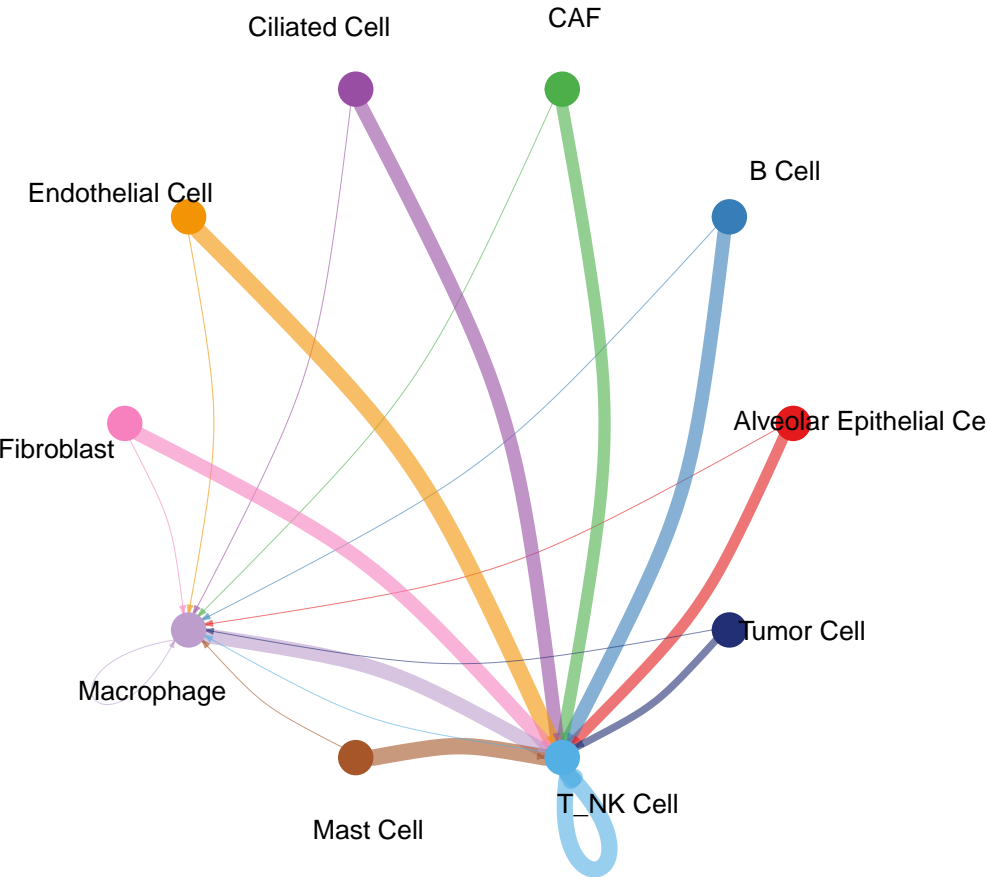 CAF
Ciliated Cell
B Cell
Endothelial Cell
Alveolar Epithelial Ce
Fibroblast
Tumor Cell
Macrophage
T_NK Cell
Mast Cell